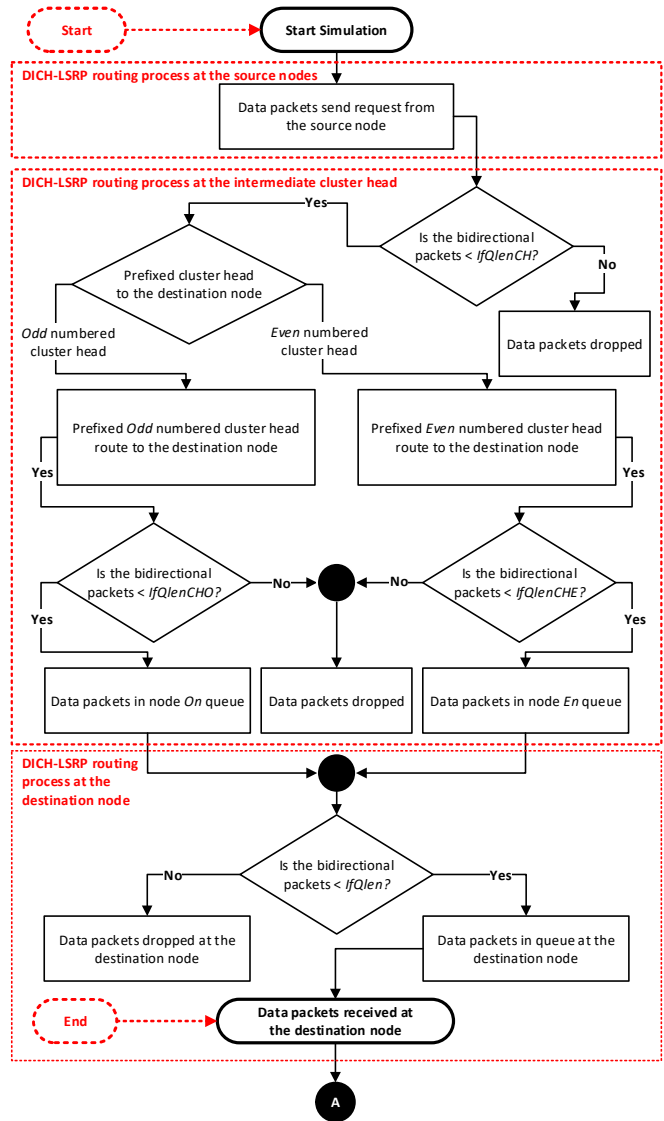 Start
Start Simulation
DICH-LSRP routing process at the source nodes
Data packets send request from
the source node
DICH-LSRP routing process at the intermediate cluster head
Yes
Is the bidirectional
packets < IfQlenCH?
No
Data packets dropped
Prefixed cluster head
to the destination node
Odd numbered
cluster head
Even numbered
cluster head
Prefixed Odd numbered cluster head
route to the destination node
Prefixed Even numbered cluster head
route to the destination node
Yes
Yes
Is the bidirectional
packets < IfQlenCHO?
No
No
Is the bidirectional
packets < IfQlenCHE?
Yes
Yes
Data packets in node On queue
Data packets dropped
Data packets in node En queue
DICH-LSRP routing
process at the
destination node
Is the bidirectional
packets < IfQlen?
No
Yes
Data packets dropped at the
destination node
Data packets in queue at the
destination node
End
Data packets received at
the destination node
A